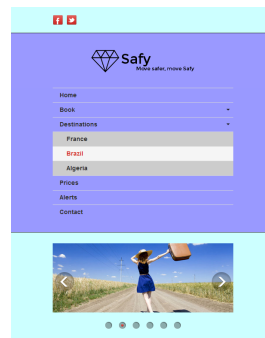 Safy
Move safer, move Safy
Home
Book
Destinations
France
Brazil
Algeria
Prices
Alerts
Contact